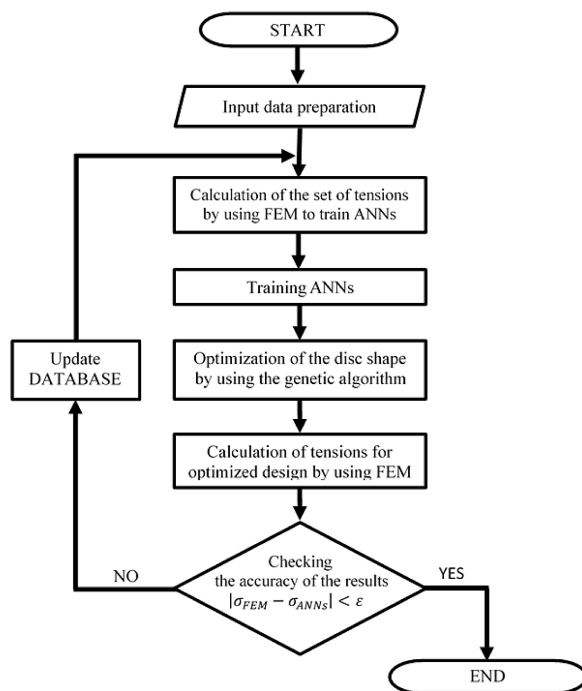 START
Input data preparation
Calculation of the set of tensions
by using FEM to train ANNs
Training ANNs
Update
DATABASE
Optimization of the disc shape
by using the genetic algorithm
Calculation of tensions for
optimized design by using FEM
Checking
the accuracy of the results
|σ_FEM − σ_ANNs| < ε
NO
YES
END